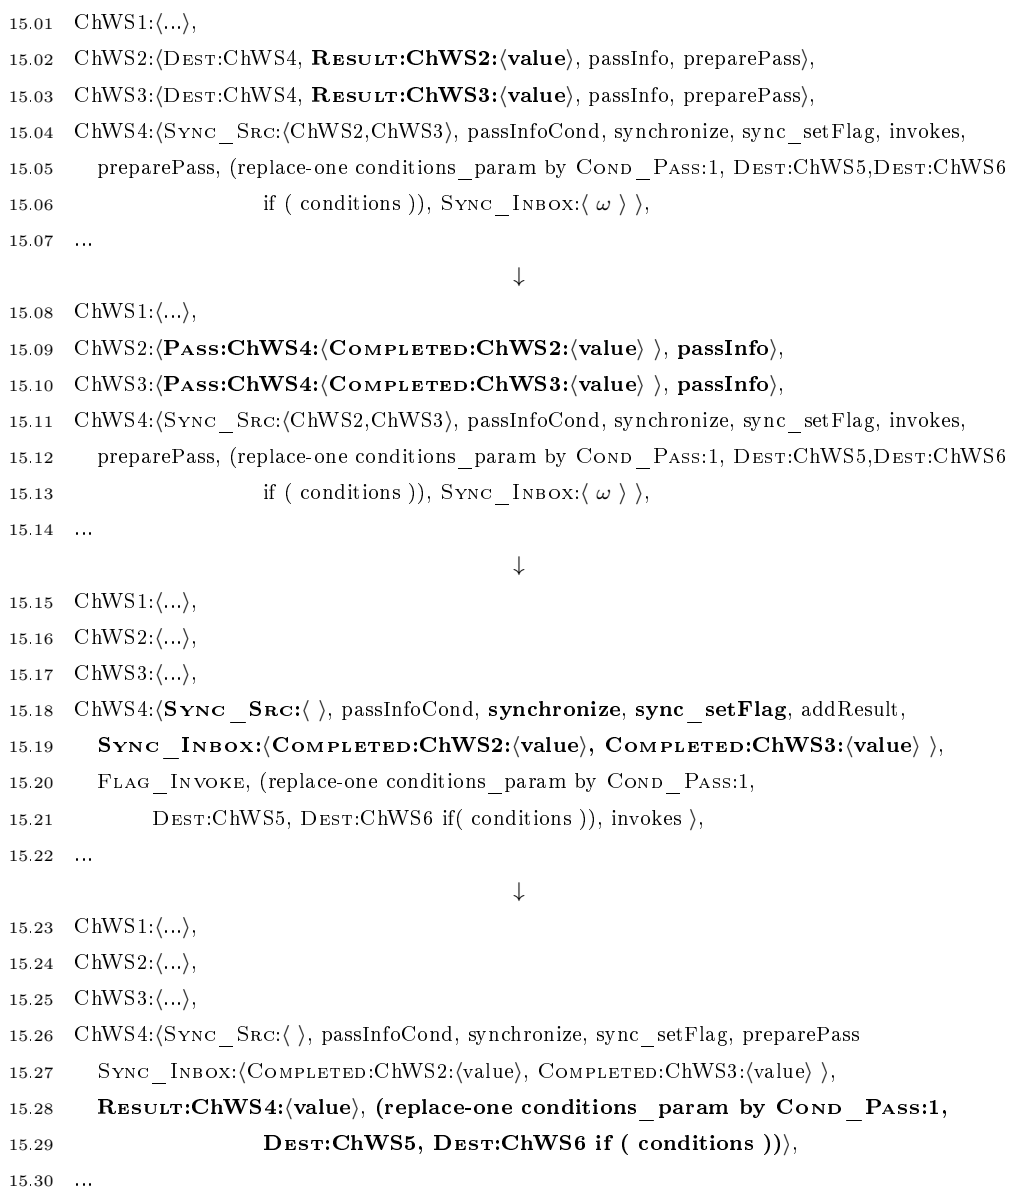 15.01 ChWS1:⟨...⟩,
15.02 ChWS2:⟨Dest:ChWS4, Result:ChWS2:⟨value⟩, passInfo, preparePass⟩,
15.03 ChWS3:⟨Dest:ChWS4, Result:ChWS3:⟨value⟩, passInfo, preparePass⟩,
15.04 ChWS4:⟨Sync_Src:⟨ChWS2,ChWS3⟩, passInfoCond, synchronize, sync_setFlag, invokes,
15.05 preparePass, (replace-one conditions_param by Cond_Pass:1, Dest:ChWS5,Dest:ChWS6
15.06 if ( conditions )), Sync_Inbox:⟨ ω ⟩ ⟩,
15.07 ...
↓
15.08 ChWS1:⟨...⟩,
15.09 ChWS2:⟨Pass:ChWS4:⟨Completed:ChWS2:⟨value⟩ ⟩, passInfo⟩,
15.10 ChWS3:⟨Pass:ChWS4:⟨Completed:ChWS3:⟨value⟩ ⟩, passInfo⟩,
15.11 ChWS4:⟨Sync_Src:⟨ChWS2,ChWS3⟩, passInfoCond, synchronize, sync_setFlag, invokes,
15.12 preparePass, (replace-one conditions_param by Cond_Pass:1, Dest:ChWS5,Dest:ChWS6
15.13 if ( conditions )), Sync_Inbox:⟨ ω ⟩ ⟩,
15.14 ...
↓
15.15 ChWS1:⟨...⟩,
15.16 ChWS2:⟨...⟩,
15.17 ChWS3:⟨...⟩,
15.18 ChWS4:⟨Sync_Src:⟨ ⟩, passInfoCond, synchronize, sync_setFlag, addResult,
15.19 Sync_Inbox:⟨Completed:ChWS2:⟨value⟩, Completed:ChWS3:⟨value⟩ ⟩,
15.20 Flag_Invoke, (replace-one conditions_param by Cond_Pass:1,
15.21 Dest:ChWS5, Dest:ChWS6 if( conditions )), invokes ⟩,
15.22 ...
↓
15.23 ChWS1:⟨...⟩,
15.24 ChWS2:⟨...⟩,
15.25 ChWS3:⟨...⟩,
15.26 ChWS4:⟨Sync_Src:⟨ ⟩, passInfoCond, synchronize, sync_setFlag, preparePass
15.27 Sync_Inbox:⟨Completed:ChWS2:⟨value⟩, Completed:ChWS3:⟨value⟩ ⟩,
15.28 Result:ChWS4:⟨value⟩, (replace-one conditions_param by Cond_Pass:1,
15.29 Dest:ChWS5, Dest:ChWS6 if ( conditions ))⟩,
15.30 ...